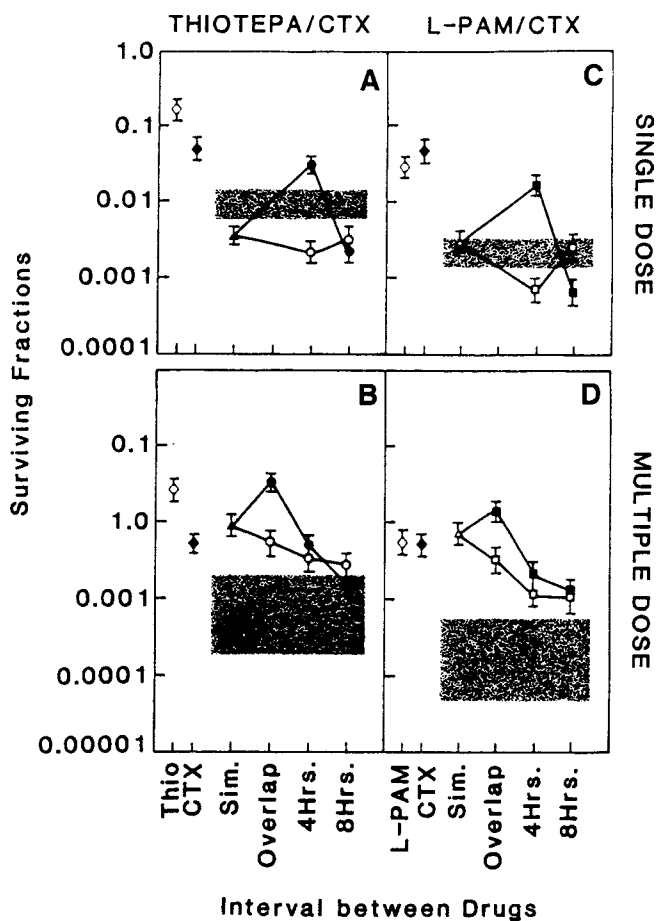 THIOTEPA/CTX
L-PAM/CTX
Surviving Fractions
1.0
0.1
0.01
0.001
0.0001
A
C
SINGLE DOSE
0.1
1.0
0.001
0.0001
0.00001
B
D
MULTIPLE DOSE
Thio
CTX
Sim.
Overlap
4Hrs.
8Hrs.
L-PAM
CTX
Sim.
Overlap
4Hrs.
8Hrs.
Interval between Drugs